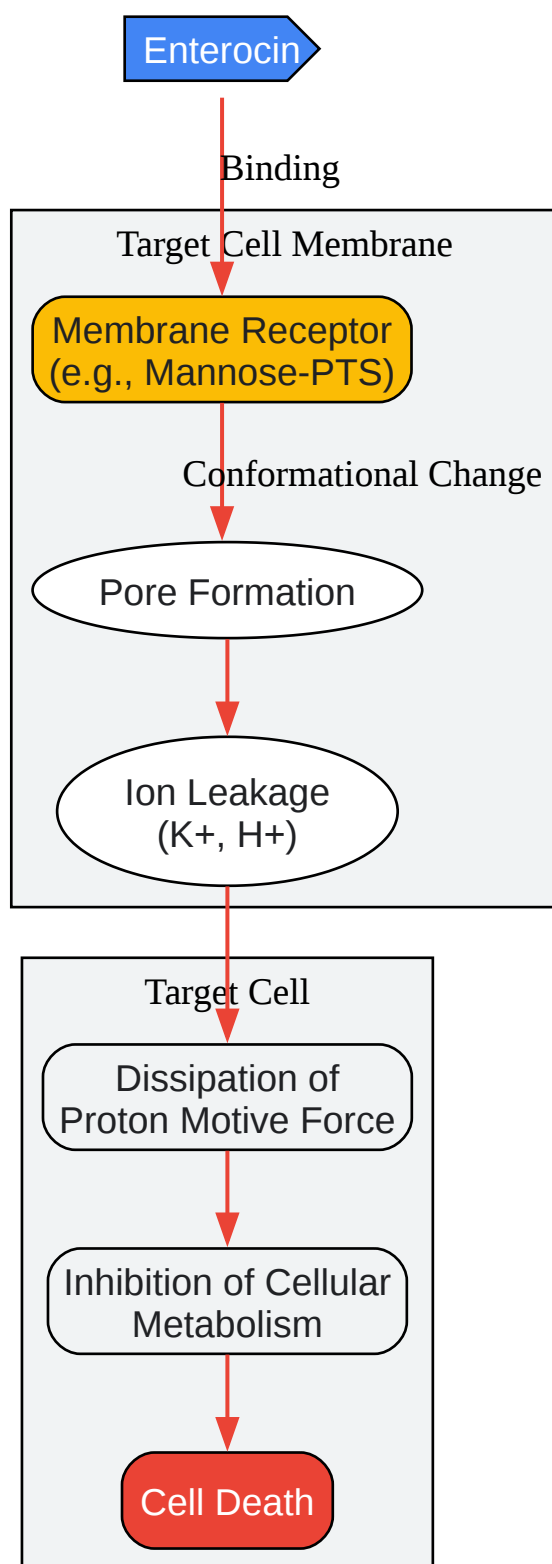 Enterocin
Binding
Target Cell Membrane
Membrane Receptor
(e.g., Mannose-PTS)
Conformational Change
Pore Formation
Ion Leakage
(K+, H+)
Target Cell
Dissipation of
Proton Motive Force
Inhibition of Cellular
Metabolism
Cell Death